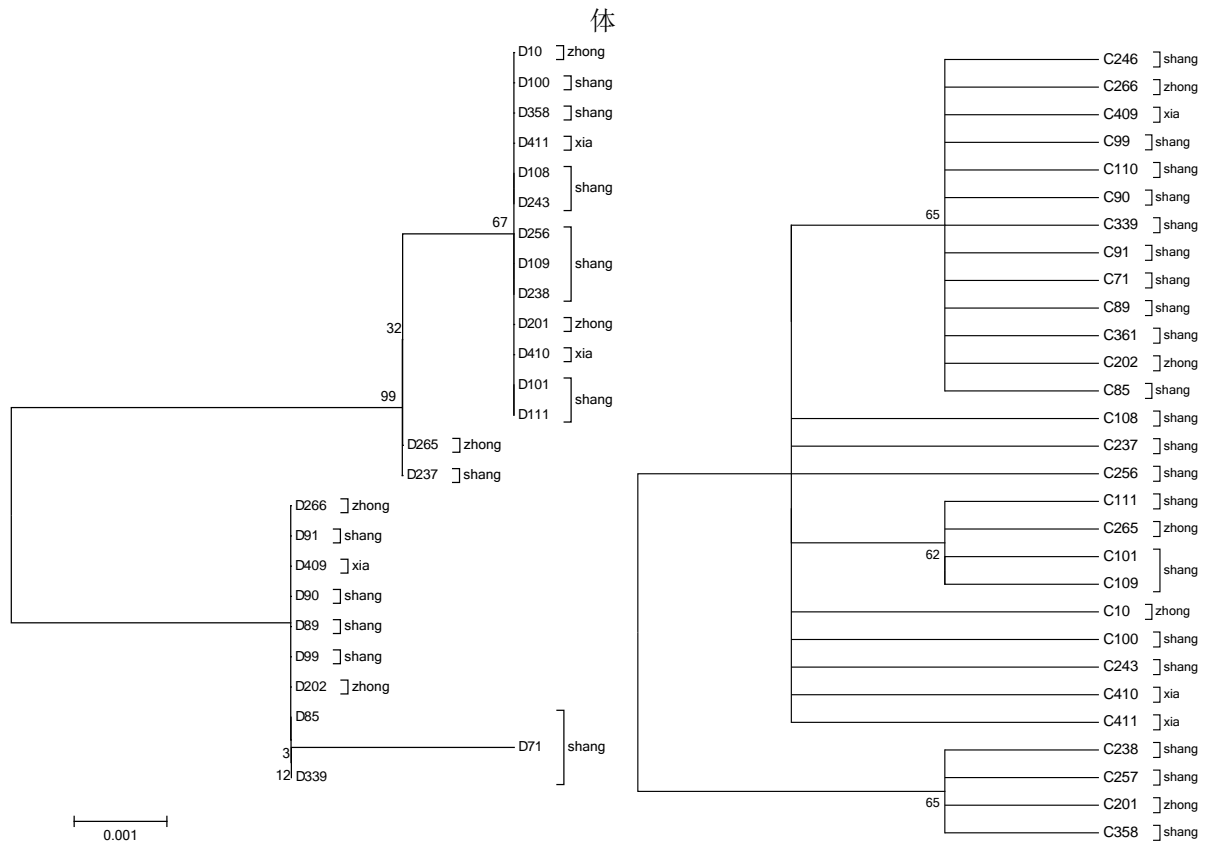 体
D10 zhong
D100 shang
D358 shang
D411 xia
D108
shang
D243
67
D256
D109 shang
D238
D201 zhong
32
D410 xia
D101
shang
D111
99
D265 zhong
D237 shang
D266 zhong
D91 shang
D409 xia
D90 shang
D89 shang
D99 shang
D202 zhong
D85
D71 shang
3
12 D339
0.001
C246 shang
C266 zhong
C409 xia
C99 shang
C110 shang
C90 shang
65
C339 shang
C91 shang
C71 shang
C89 shang
C361 shang
C202 zhong
C85 shang
C108 shang
C237 shang
C256 shang
C111 shang
C265 zhong
62
C101
shang
C109
C10 zhong
C100 shang
C243 shang
C410 xia
C411 xia
C238 shang
C257 shang
65
C201 zhong
C358 shang